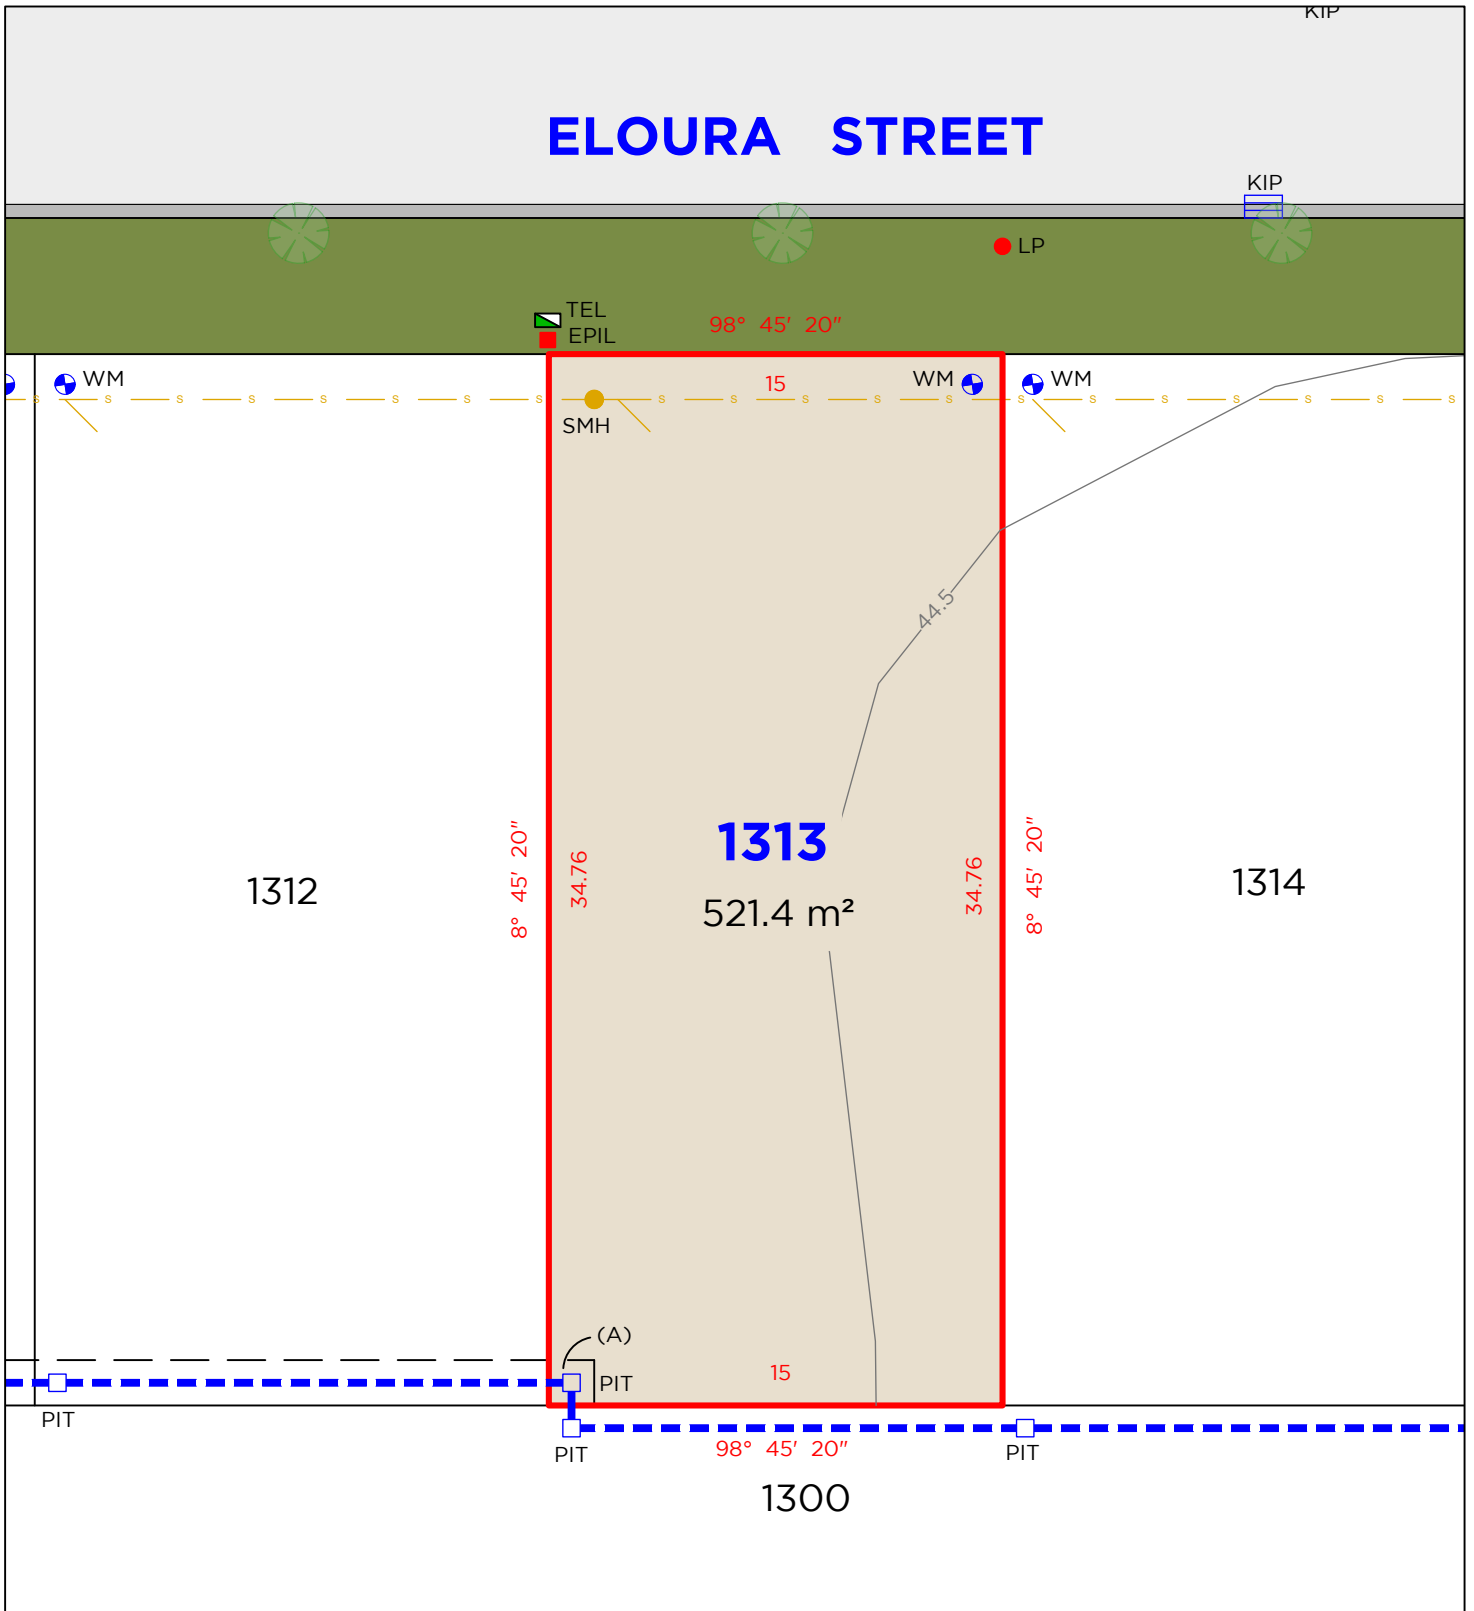 KIP
ELOURA STREET
KIP
LP
TEL
EPIL
98° 45' 20"
WM
15
WM
WM
s s s s s s s s s s s s s s s s s s s s
SMH
44.5
8° 45' 20"
34.76
1313
34.76
8° 45' 20"
1312
521.4 m²
1314
(A)
15
PIT
PIT
PIT
98° 45' 20"
PIT
1300